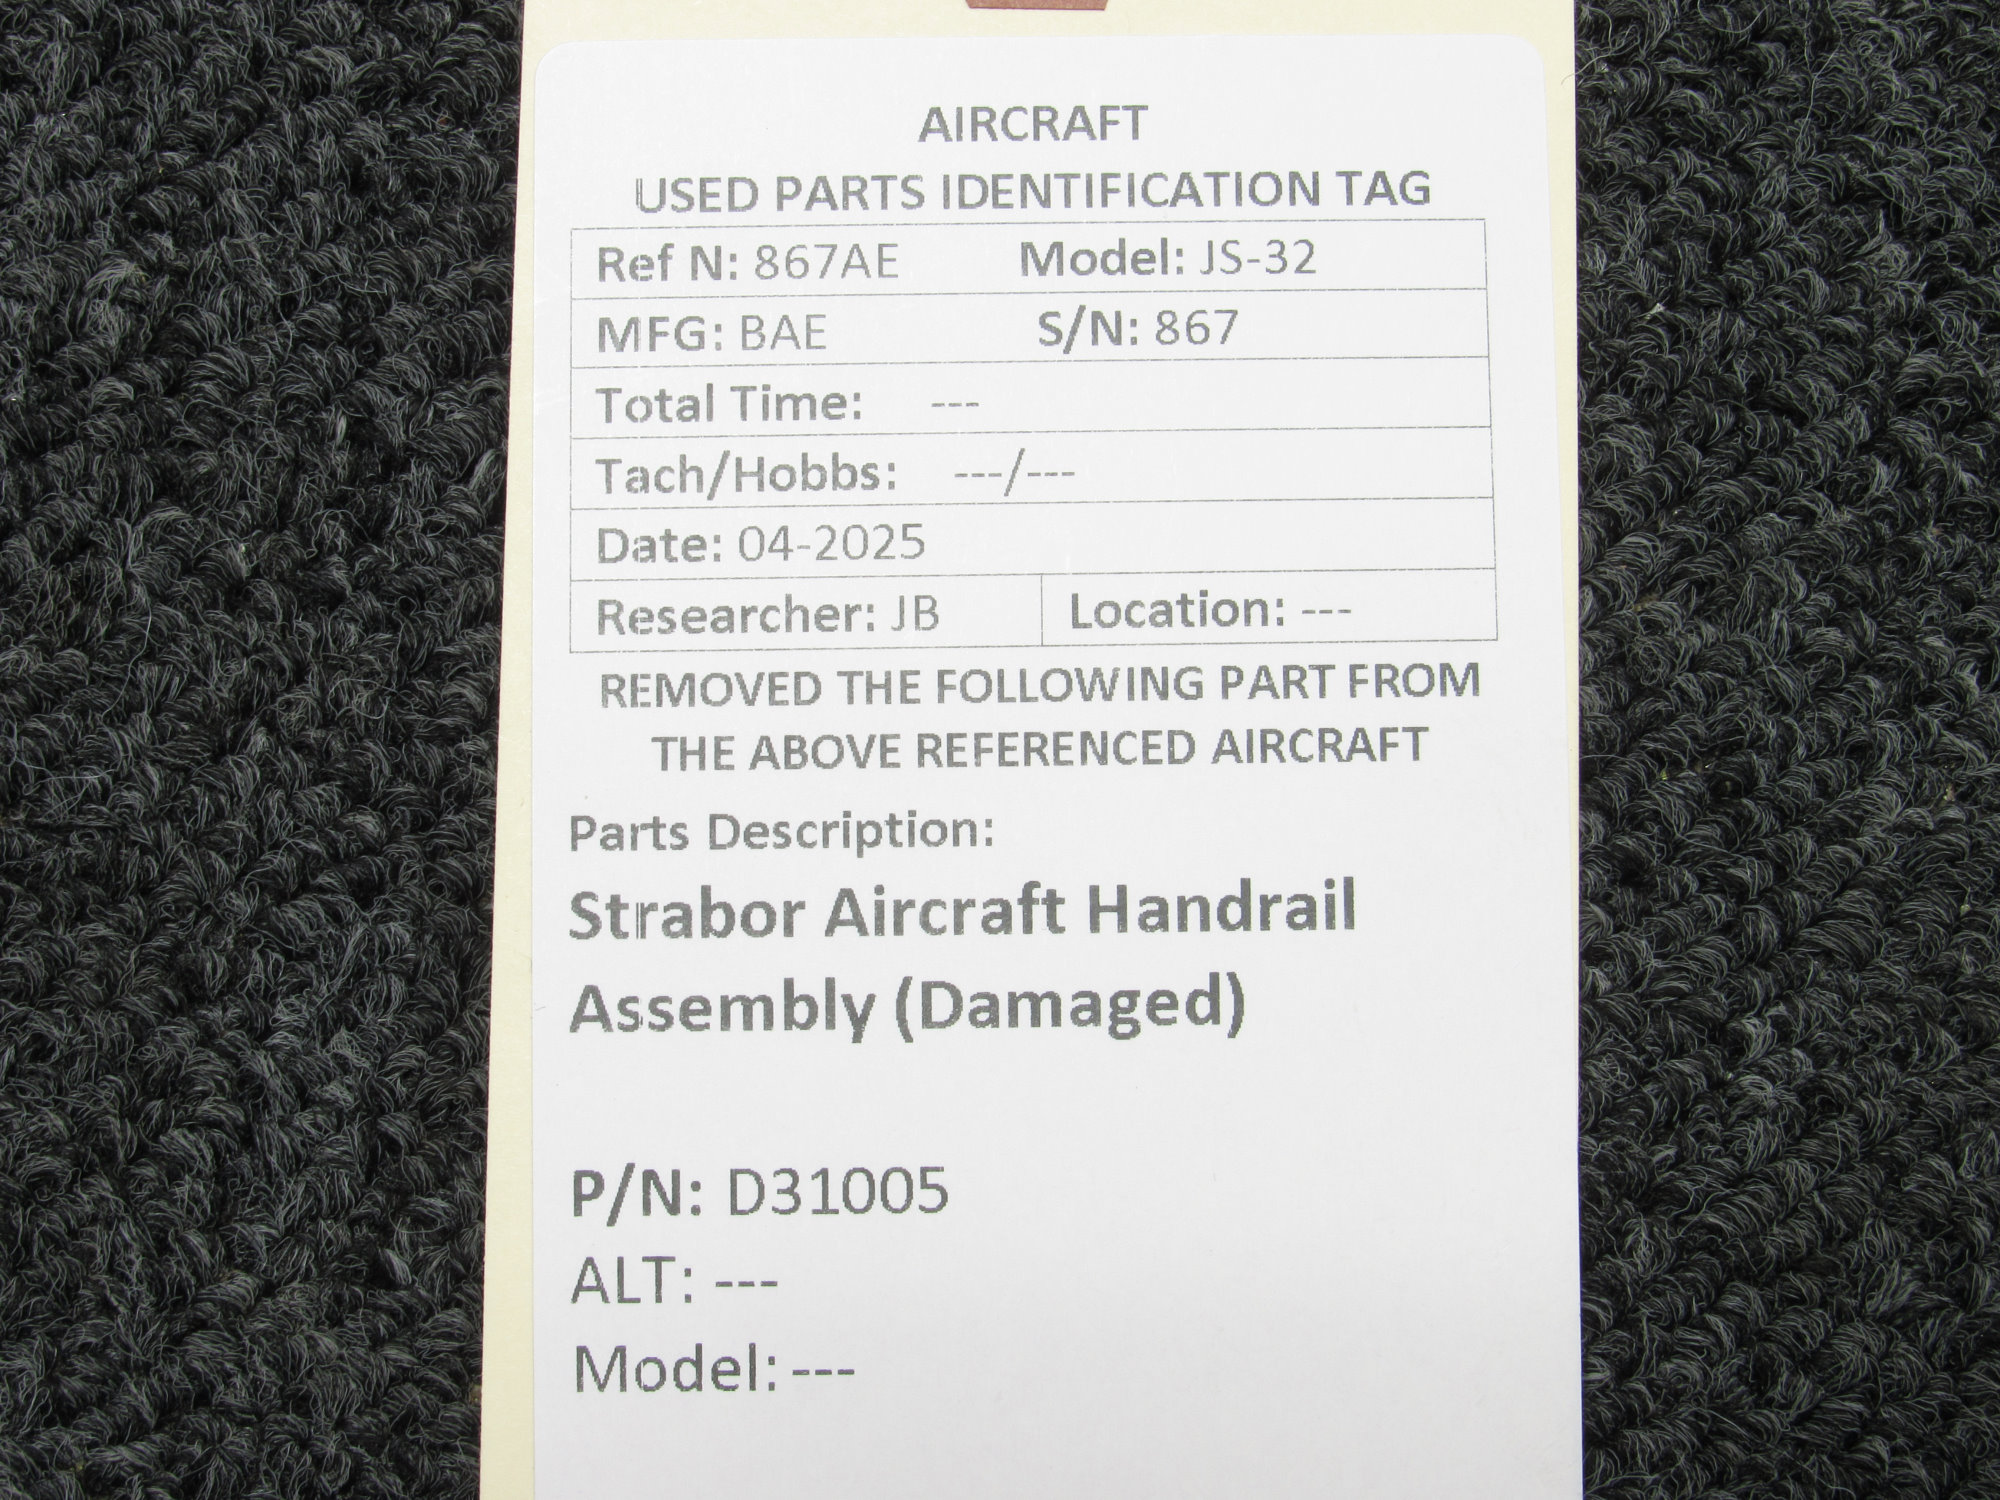 AIRCRAFT
USED PARTS IDENTIFICATION TAG
Ref N: 867AE Model: JS-32
MFG: BAE S/N: 867
Total Time: ---
Tach/Hobbs: ---/---
Date: 04-2025
Researcher: JB Location: ---
REMOVED THE FOLLOWING PART FROM
THE ABOVE REFERENCED AIRCRAFT
Parts Description:
Strabor Aircraft Handrail
Assembly (Damaged)
P/N: D31005
ALT: ---
Model: ---